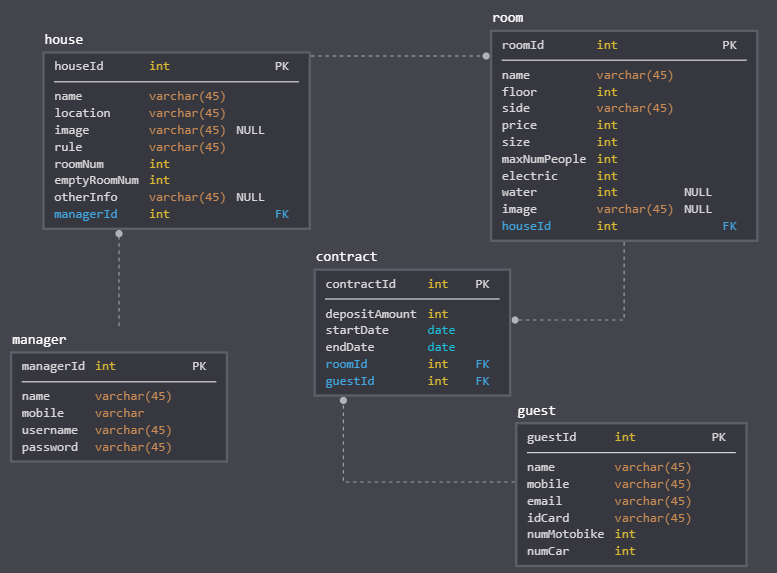 house
houseId int PK
name varchar(45)
location varchar(45)
image varchar(45) NULL
rule varchar(45)
roomNum int
emptyRoomNum int
otherInfo varchar(45) NULL
managerId int FK
room
roomId int PK
name varchar(45)
floor int
side varchar(45)
price int
size int
maxNumPeople int
electric int
water int NULL
image varchar(45) NULL
houseId int FK
contract
contractId int PK
depositAmount int
startDate date
endDate date
roomId int FK
guestId int FK
manager
managerId int PK
name varchar(45)
mobile varchar
username varchar(45)
password varchar(45)
guest
guestId int PK
name varchar(45)
mobile varchar(45)
email varchar(45)
idCard varchar(45)
numMotobike int
numCar int